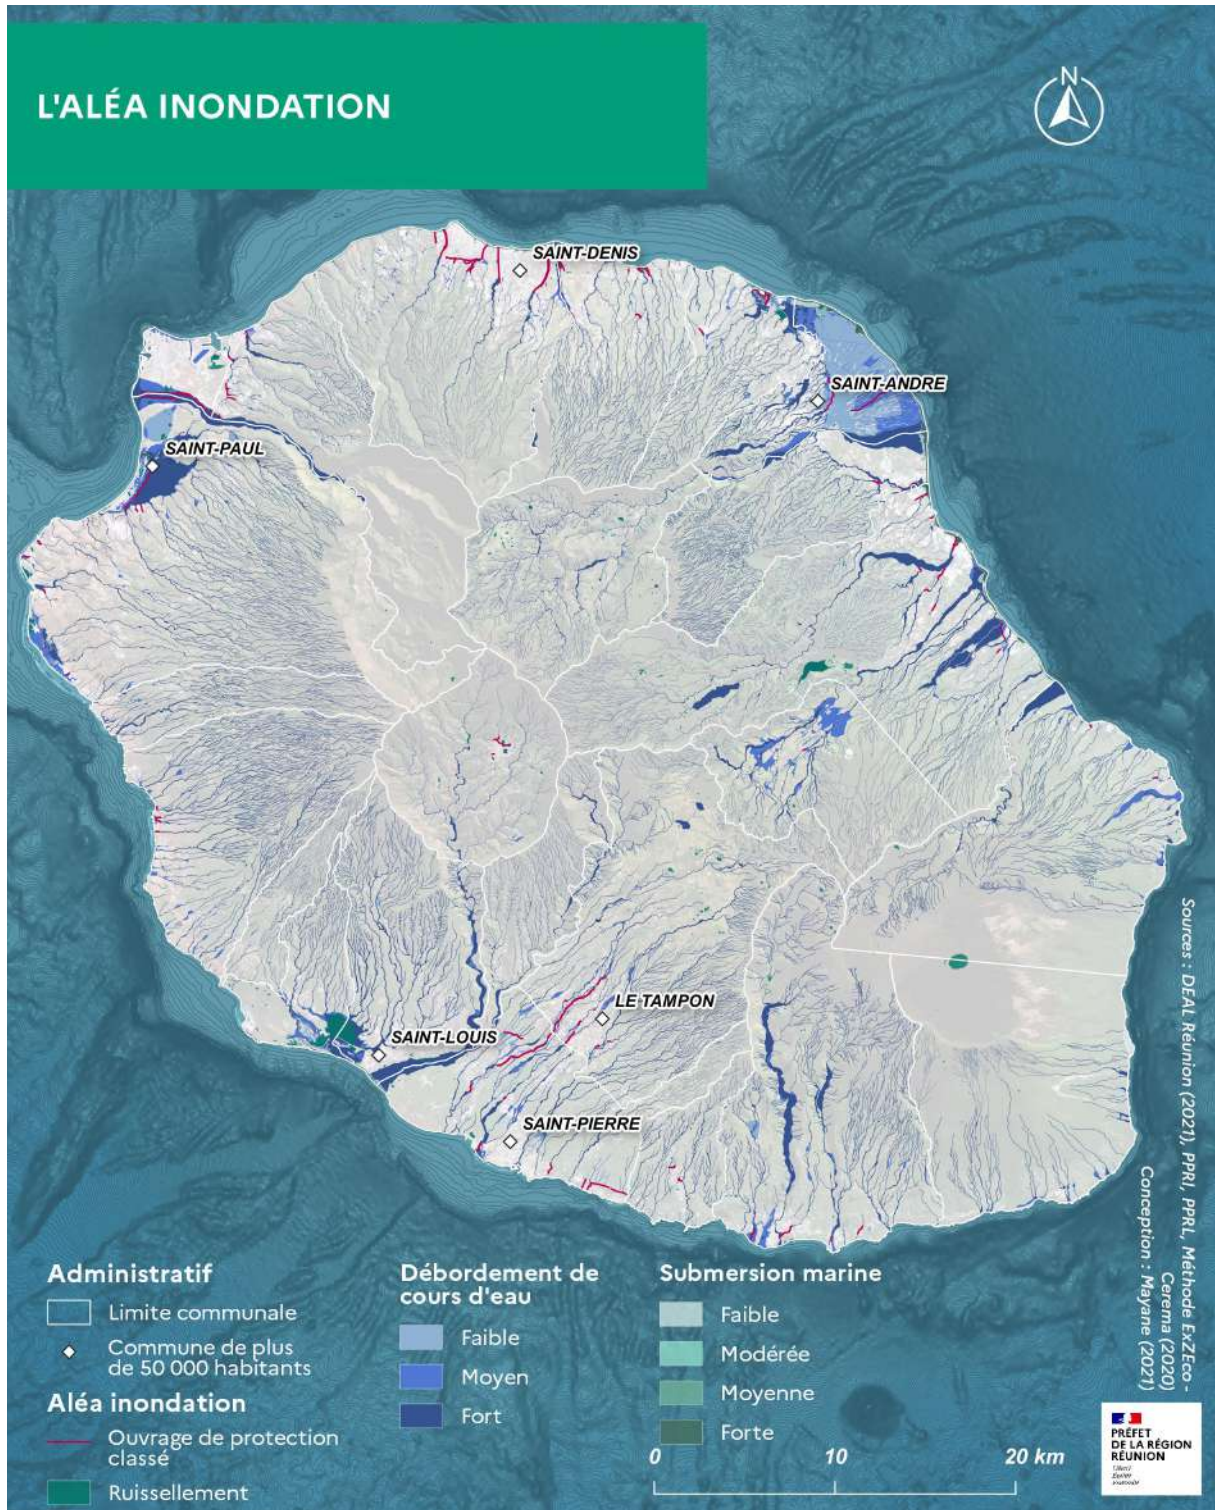 L'ALÉA INONDATION
N
SAINT-DENIS
SAINT-ANDRE
SAINT-PAUL
LE TAMPON
SAINT-LOUIS
SAINT-PIERRE
Sources : DEAL Réunion (2021), PPRI, PPRL, Méthode ExZEco -
Cerema (2020)
Conception : Mayane (2021)
Administratif
Limite communale
Commune de plus
de 50 000 habitants
Aléa inondation
Ouvrage de protection
classé
Ruissellement
Débordement de
cours d'eau
Faible
Moyen
Fort
Submersion marine
Faible
Modérée
Moyenne
Forte
0 10 20 km
PRÉFET
DE LA RÉGION
RÉUNION
Liberté
Égalité
Fraternité